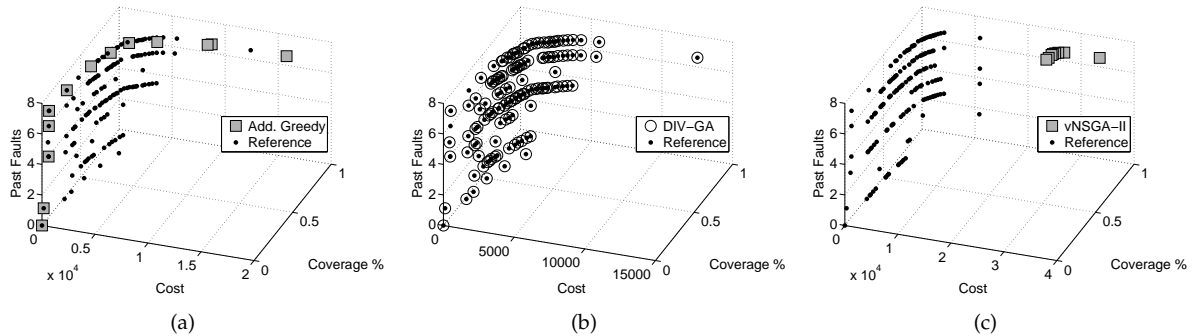 8
6
4
2
0
Past Faults
0
0.5
1
1.5
2
x 10^4
Cost
0
0.5
1
Coverage %
Add. Greedy
Reference
(a)
8
6
4
2
0
Past Faults
0
5000
10000
15000
Cost
0
0.5
1
Coverage %
DIV−GA
Reference
(b)
8
6
4
2
0
Past Faults
0
1
2
3
4
x 10^4
Cost
0
0.5
1
Coverage %
vNSGA−II
Reference
(c)